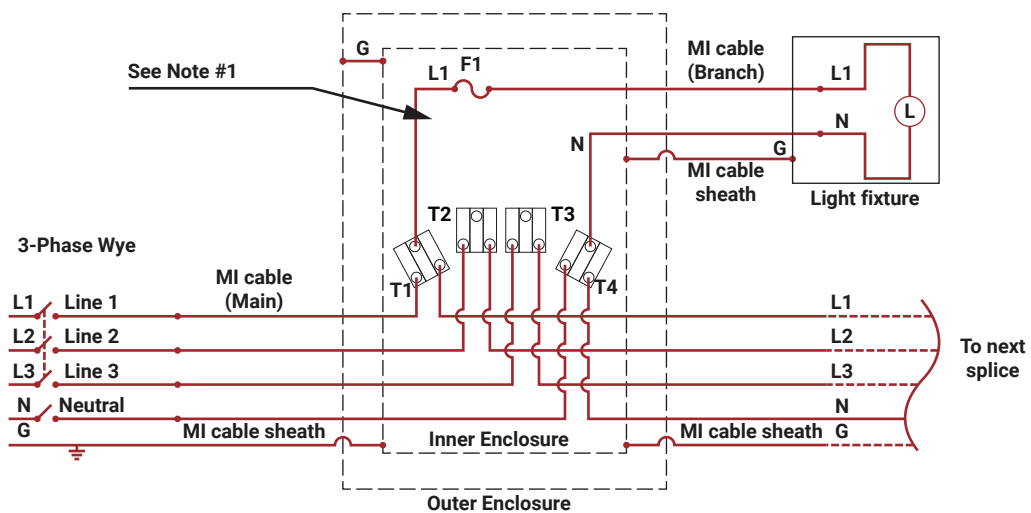 G
MI cable
(Branch)
See Note #1
L1
F1
L1
L
N
N
G
MI cable
sheath
Light fixture
T2
T3
3-Phase Wye
MI cable
(Main)
T1
T4
L1
Line 1
L1
L2
Line 2
L2
To next
splice
L3
Line 3
L3
N
Neutral
N
G
MI cable sheath
Inner Enclosure
MI cable sheath
G
Outer Enclosure